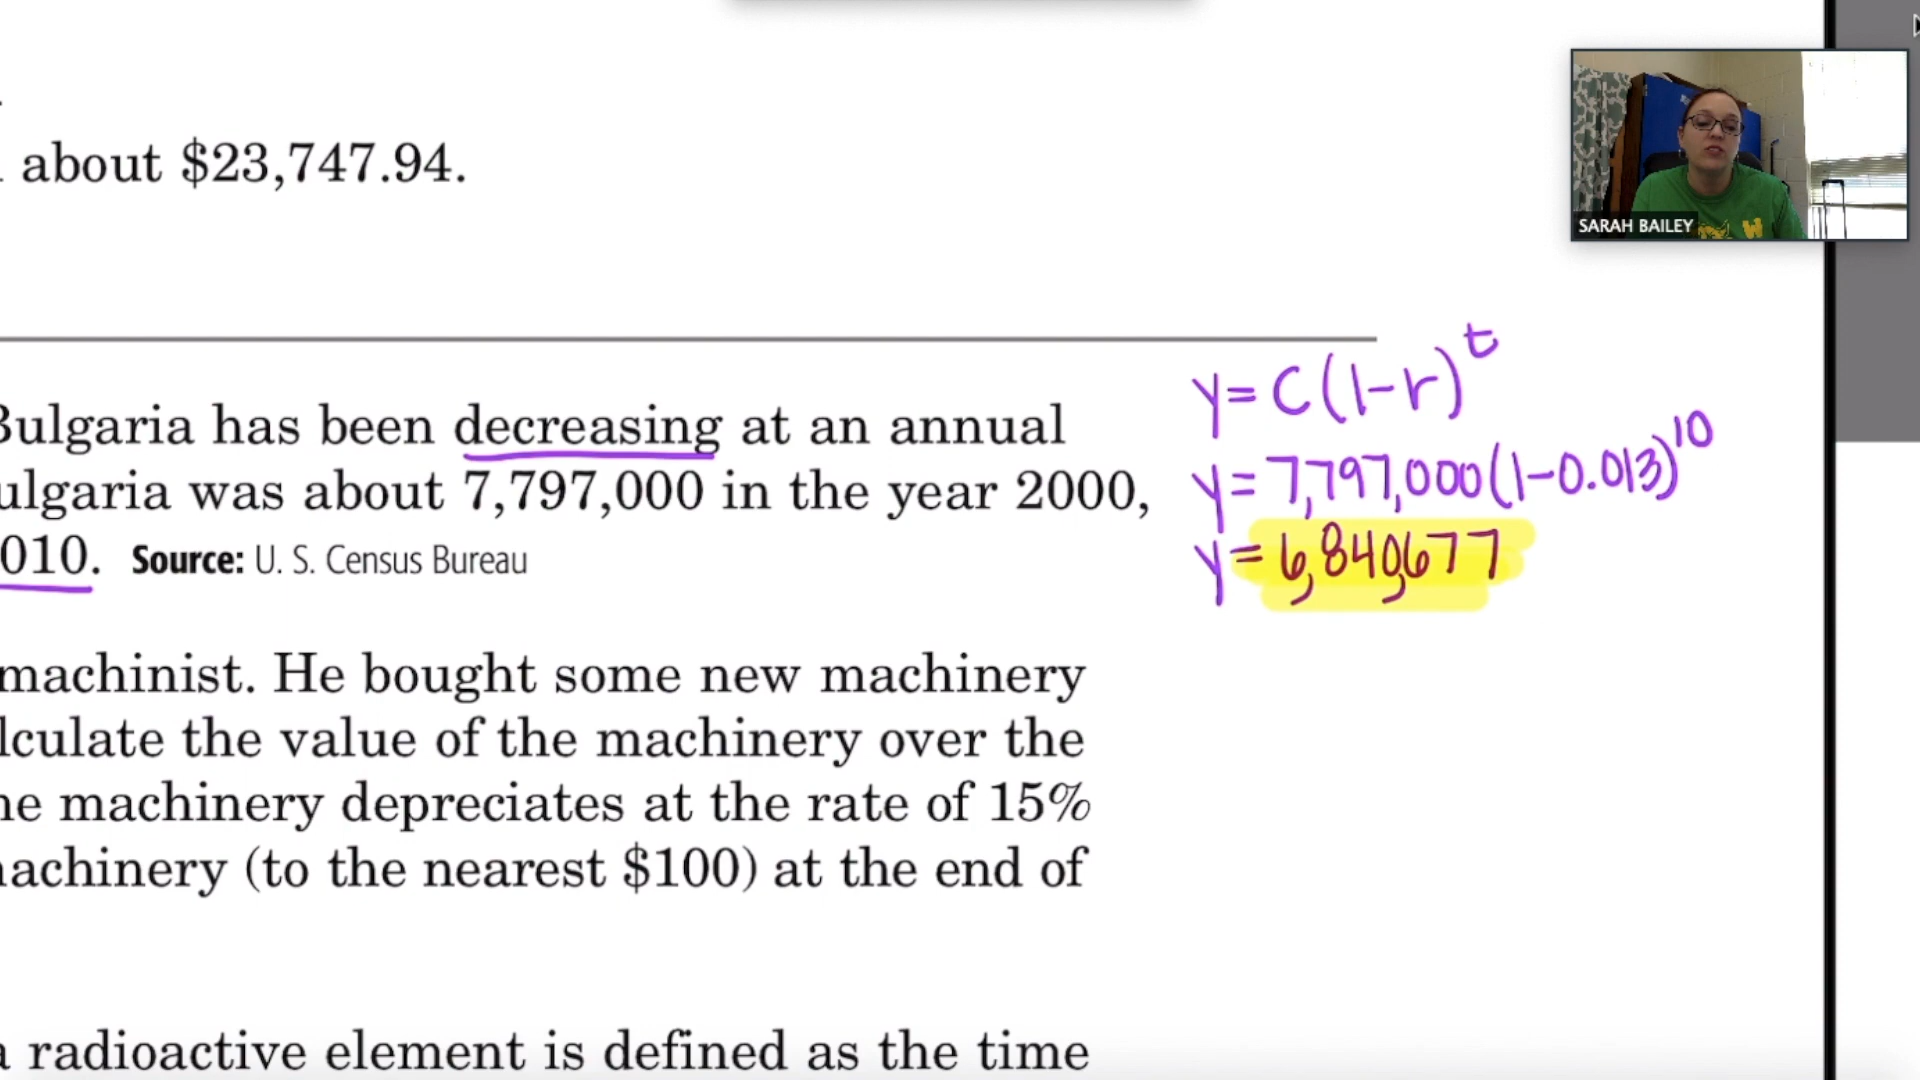 about $23,747.94.
SARAH BAILEY
W
y = C(1-r)^t
Bulgaria has been decreasing at an annual
ulgaria was about 7,797,000 in the year 2000,
010. Source: U. S. Census Bureau
y = 7,797,000(1-0.013)^10
y = 6,840,677
machinist. He bought some new machinery
lculate the value of the machinery over the
he machinery depreciates at the rate of 15%
machinery (to the nearest $100) at the end of
a radioactive element is defined as the time